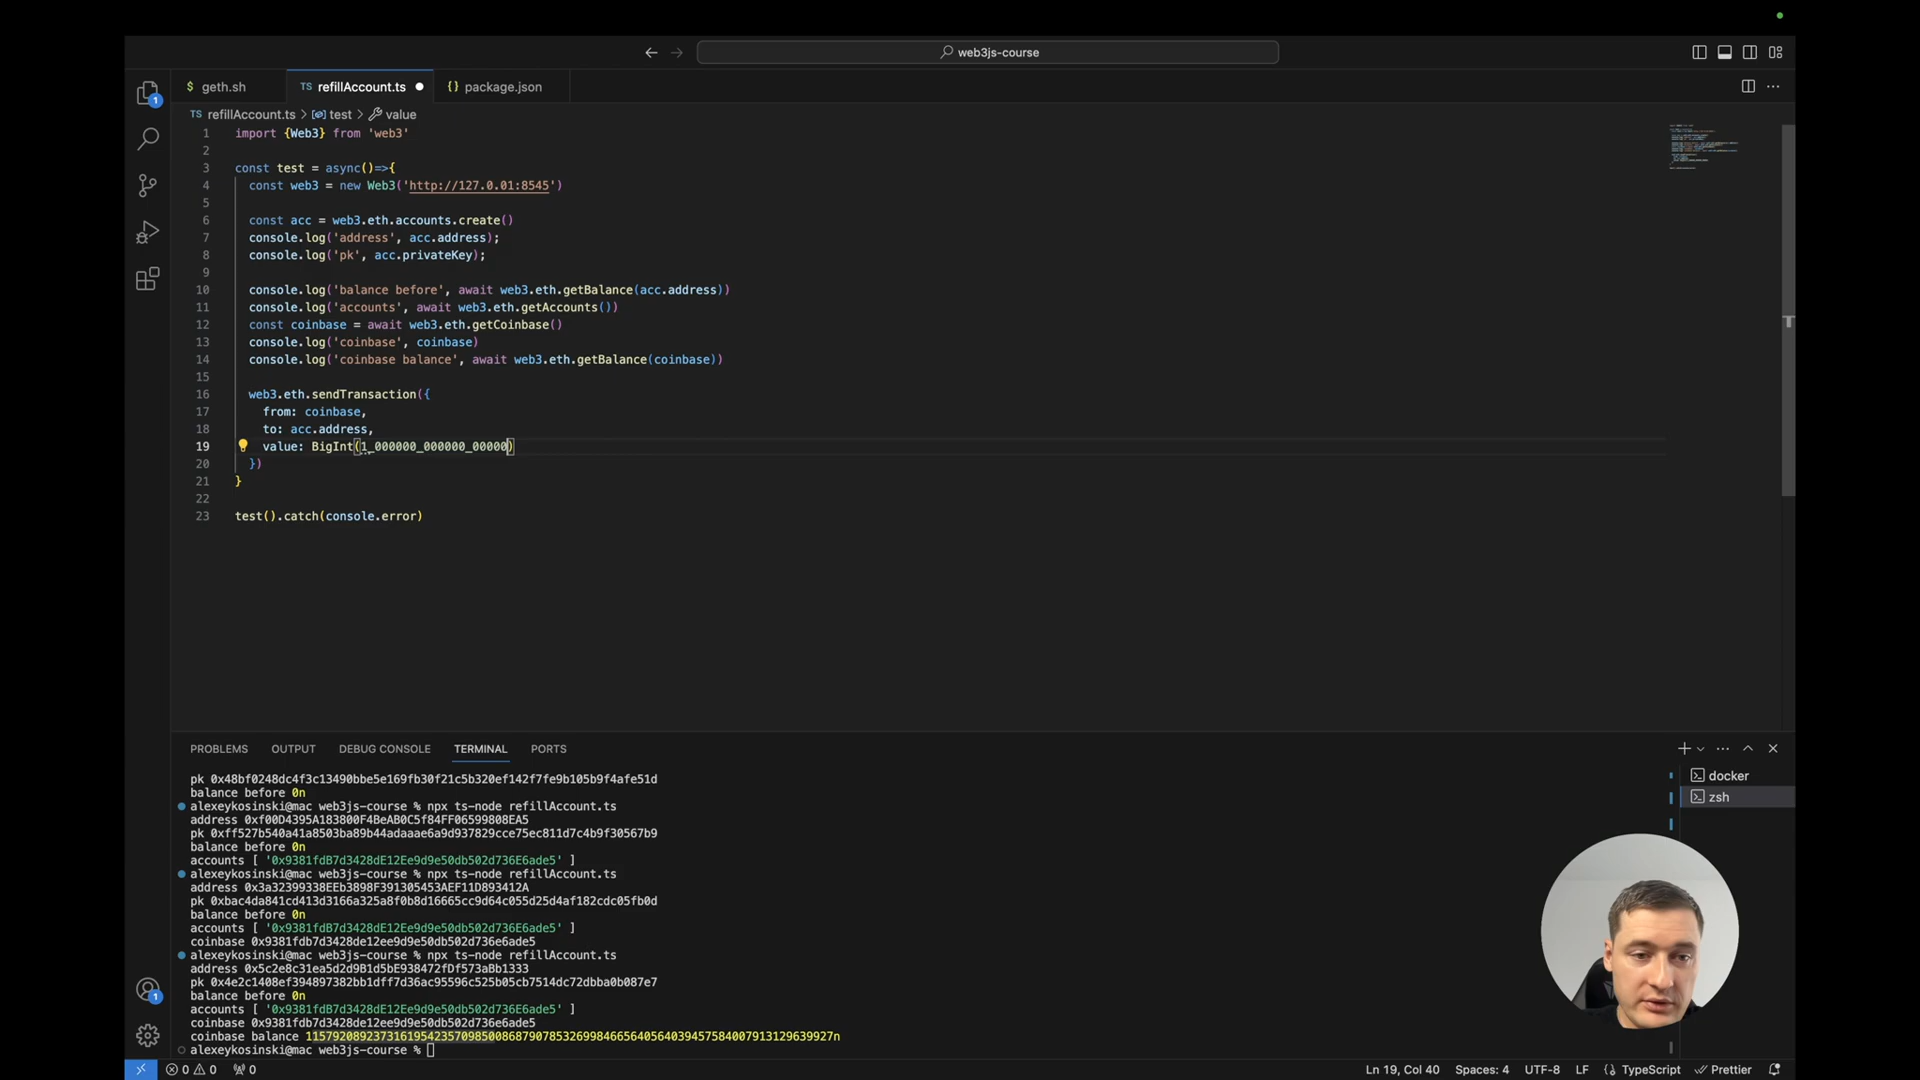 web3js-course
$ geth.sh
TS refillAccount.ts
{} package.json
TS refillAccount.ts > test > value
1 import {Web3} from 'web3'
2
3 const test = async()=>{
4 const web3 = new Web3('http://127.0.01:8545')
5
6 const acc = web3.eth.accounts.create()
7 console.log('address', acc.address);
8 console.log('pk', acc.privateKey);
9
10 console.log('balance before', await web3.eth.getBalance(acc.address))
11 console.log('accounts', await web3.eth.getAccounts())
12 const coinbase = await web3.eth.getCoinbase()
13 console.log('coinbase', coinbase)
14 console.log('coinbase balance', await web3.eth.getBalance(coinbase))
15
16 web3.eth.sendTransaction({
17 from: coinbase,
18 to: acc.address,
19 value: BigInt(1_000000_000000_00000)
20 })
21 }
22
23 test().catch(console.error)
PROBLEMS OUTPUT DEBUG CONSOLE TERMINAL PORTS
docker
zsh
pk 0x48bf0248dc4f3c13490bbe5e169fb30f21c5b320ef142f7fe9b105b9f4afe51d
balance before 0n
alexeykosinski@mac web3js-course % npx ts-node refillAccount.ts
address 0xf00D4395A183800F4BeAB0C5f84FF06599808EA5
pk 0xff527b540a41a8503ba89b44adaaae6a9d937829cce75ec811d7c4b9f30567b9
balance before 0n
accounts [ '0x9381fdB7d3428dE12Ee9d9e50db502d736E6ade5' ]
alexeykosinski@mac web3js-course % npx ts-node refillAccount.ts
address 0x3a32399338EEb3898F391305453AEF11D893412A
pk 0xbac4da841cd413d3166a325a8f0b8d16665cc9d64c055d25d4af182cdc05fb0d
balance before 0n
accounts [ '0x9381fdB7d3428dE12Ee9d9e50db502d736E6ade5' ]
coinbase 0x9381fdb7d3428de12ee9d9e50db502d736e6ade5
alexeykosinski@mac web3js-course % npx ts-node refillAccount.ts
address 0x5c2e8c31ea5d2d9B1d5bE938472fDf573aBb1333
pk 0x4e2c1408ef394897382bb1dff7d36ac95596c525b05cb7514dc72dbba0b087e7
balance before 0n
accounts [ '0x9381fdB7d3428dE12Ee9d9e50db502d736E6ade5' ]
coinbase 0x9381fdb7d3428de12ee9d9e50db502d736e6ade5
coinbase balance 115792089237316195423570985008687907853269984665640564039457584007913129639927n
alexeykosinski@mac web3js-course %
0 0 0 Ln 19, Col 40 Spaces: 4 UTF-8 LF {} TypeScript Prettier